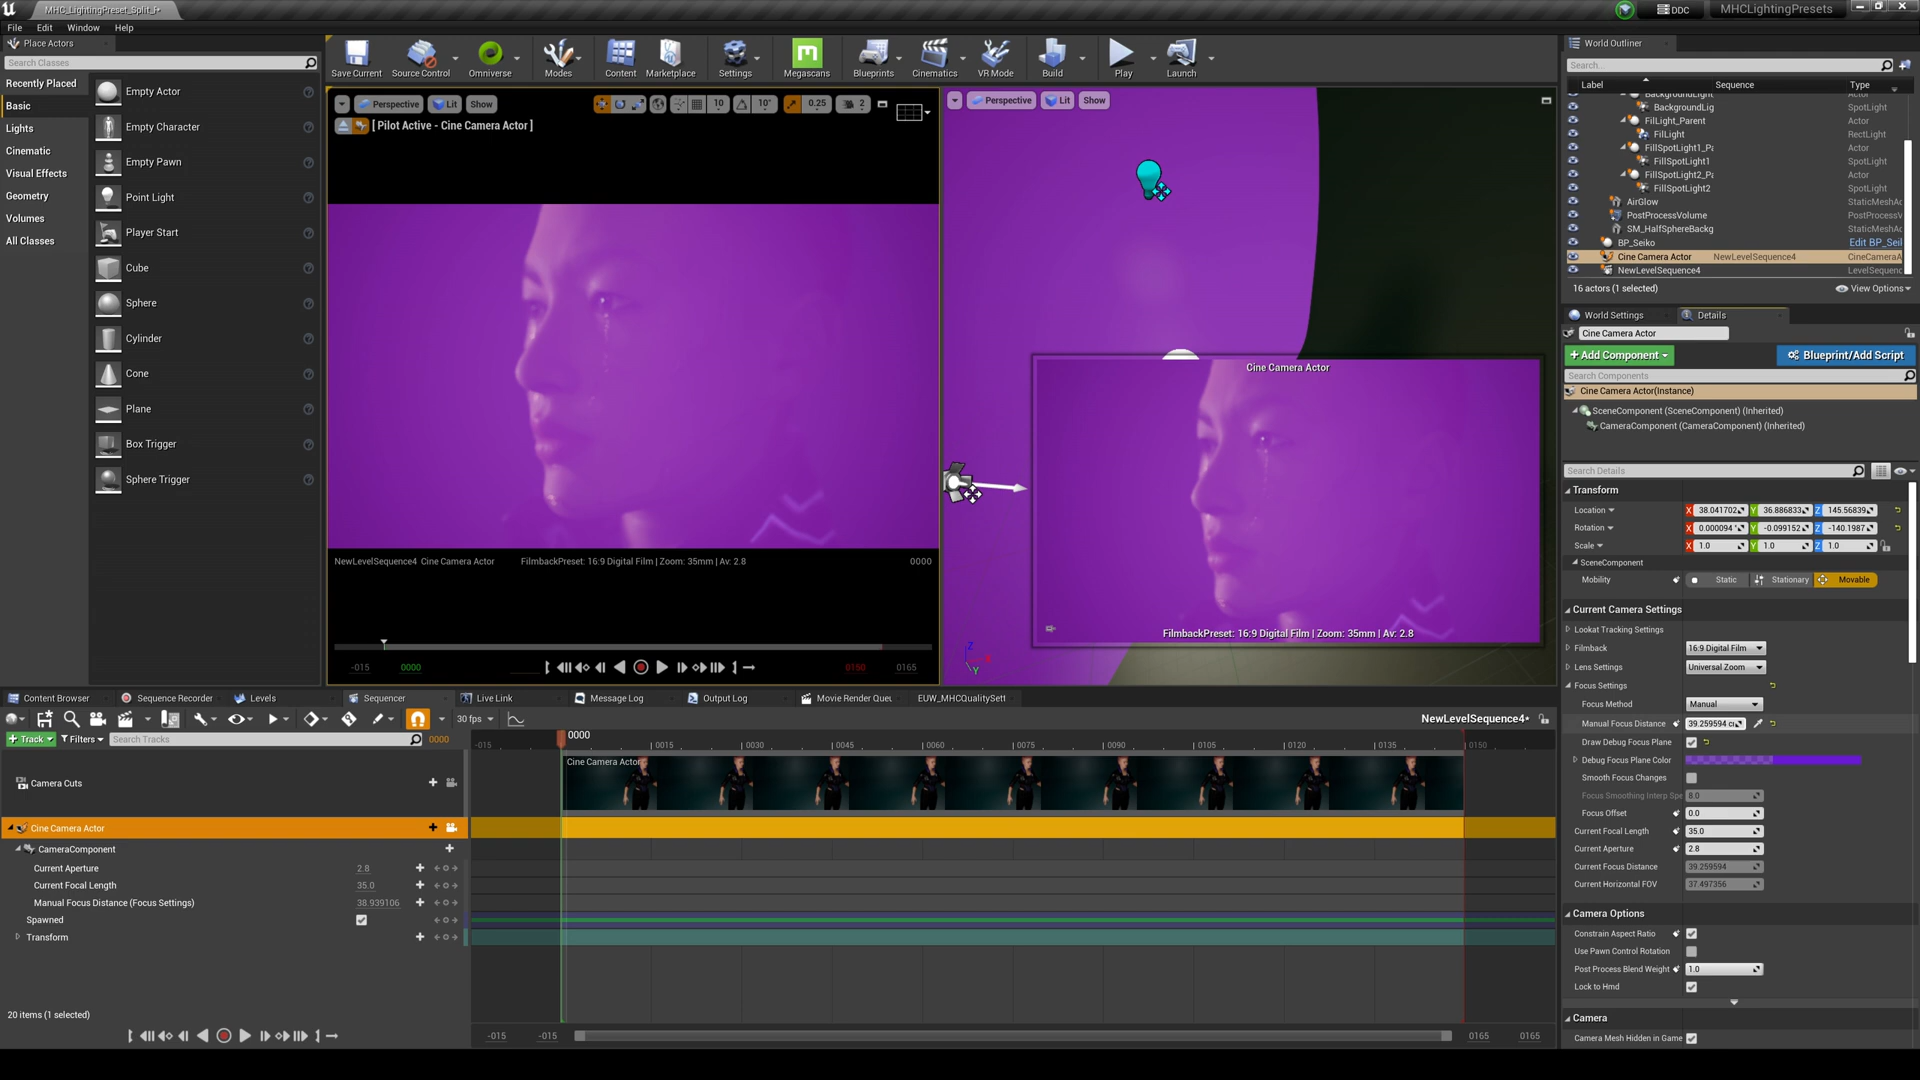 MHC_LightingPreset_Split_l•
DDC
MHCLightingPresets
File Edit Window Help
Place Actors
Search Classes
Recently Placed
Basic
Lights
Cinematic
Visual Effects
Geometry
Volumes
All Classes
Empty Actor
Empty Character
Empty Pawn
Point Light
Player Start
Cube
Sphere
Cylinder
Cone
Plane
Box Trigger
Sphere Trigger
Save Current Source Control Omniverse Modes Content Marketplace Settings Megascans Blueprints Cinematics VR Mode Build Play Launch
Perspective Lit Show 10 10° 0.25 2
[ Pilot Active - Cine Camera Actor ]
NewLevelSequence4 Cine Camera Actor FilmbackPreset: 16:9 Digital Film | Zoom: 35mm | Av: 2.8 0000
-015 0000 0150 0165
Perspective Lit Show
Cine Camera Actor
FilmbackPreset: 16:9 Digital Film | Zoom: 35mm | Av: 2.8
Z X Y
World Outliner
Search...
Label Sequence Type
BackgroundLight Actor
BackgroundLig SpotLight
FilLight_Parent Actor
FilLight RectLight
FillSpotLight1_Pa Actor
FillSpotLight1 SpotLight
FillSpotLight2_Pa Actor
FillSpotLight2 SpotLight
AirGlow StaticMeshAc
PostProcessVolume PostProcessV
SM_HalfSphereBackg StaticMeshAc
BP_Seiko Edit BP_Seil
Cine Camera Actor NewLevelSequence4 CineCameraA
NewLevelSequence4 LevelSequenc
16 actors (1 selected) View Options
World Settings Details
Cine Camera Actor
+ Add Component Blueprint/Add Script
Search Components
Cine Camera Actor(Instance)
SceneComponent (SceneComponent) (Inherited)
CameraComponent (CameraComponent) (Inherited)
Search Details
Transform
Location X 38.041702 Y 36.886833 Z 145.56839
Rotation X 0.000094 ° Y -0.099152 Z -140.1987
Scale X 1.0 Y 1.0 Z 1.0
SceneComponent
Mobility Static Stationary Movable
Current Camera Settings
Lookat Tracking Settings
Filmback 16:9 Digital Film
Lens Settings Universal Zoom
Focus Settings
Focus Method Manual
Manual Focus Distance 39.259594 c
Draw Debug Focus Plane
Debug Focus Plane Color
Smooth Focus Changes
Focus Smoothing Interp Spe 8.0
Focus Offset 0.0
Current Focal Length 35.0
Current Aperture 2.8
Current Focus Distance 39.259594
Current Horizontal FOV 37.497356
Camera Options
Constrain Aspect Ratio
Use Pawn Control Rotation
Post Process Blend Weight 1.0
Lock to Hmd
Camera
Camera Mesh Hidden in Game
Content Browser Sequence Recorder Levels Sequencer Live Link Message Log Output Log Movie Render Que EUW_MHCQualitySett
30 fps NewLevelSequence4*
+ Track Filters Search Tracks 0000
-015 0000 0015 0030 0045 0060 0075 0090 0105 0120 0135 0150
Camera Cuts
Cine Camera Actor
Cine Camera Actor
CameraComponent
Current Aperture 2.8
Current Focal Length 35.0
Manual Focus Distance (Focus Settings) 38.939106
Spawned
Transform
20 items (1 selected)
-015 -015 0165 0165